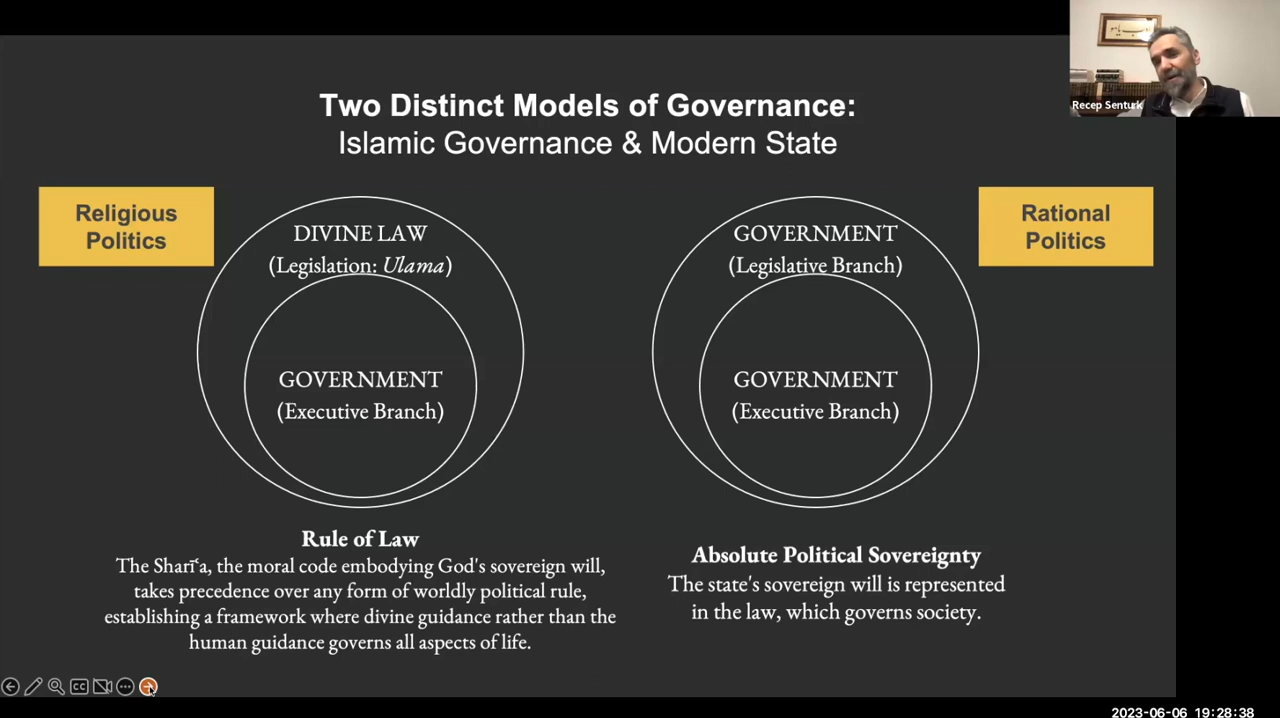 Recep Senturk
Two Distinct Models of Governance:
Islamic Governance & Modern State
Religious
Politics
DIVINE LAW
(Legislation: Ulama)
GOVERNMENT
(Executive Branch)
Rule of Law
The Sharīʿa, the moral code embodying God's sovereign will,
takes precedence over any form of worldly political rule,
establishing a framework where divine guidance rather than the
human guidance governs all aspects of life.
GOVERNMENT
(Legislative Branch)
GOVERNMENT
(Executive Branch)
Rational
Politics
Absolute Political Sovereignty
The state's sovereign will is represented
in the law, which governs society.
CC
2023-06-06 19:28:38